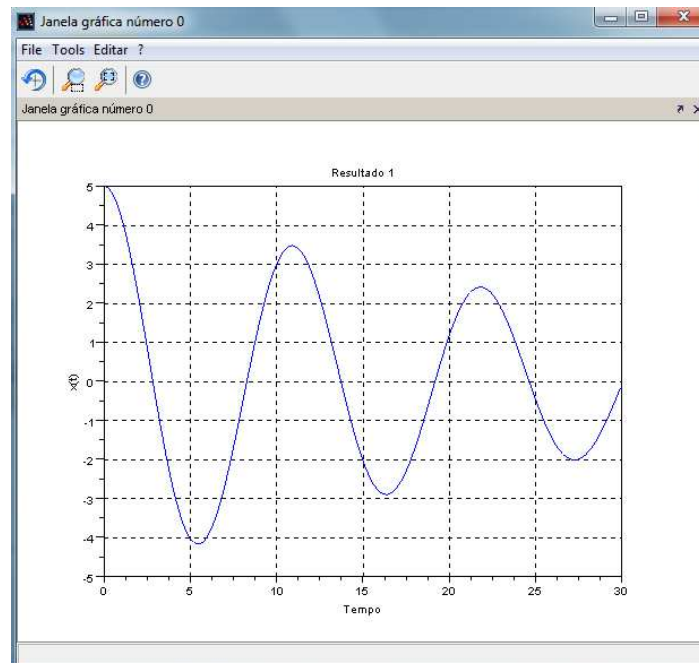 Janela gráfica número 0
File Tools Editar ?
Janela gráfica número 0
Resultado 1
5
4
3
2
1
0
-1
-2
-3
-4
-5
x(t)
0 5 10 15 20 25 30
Tempo